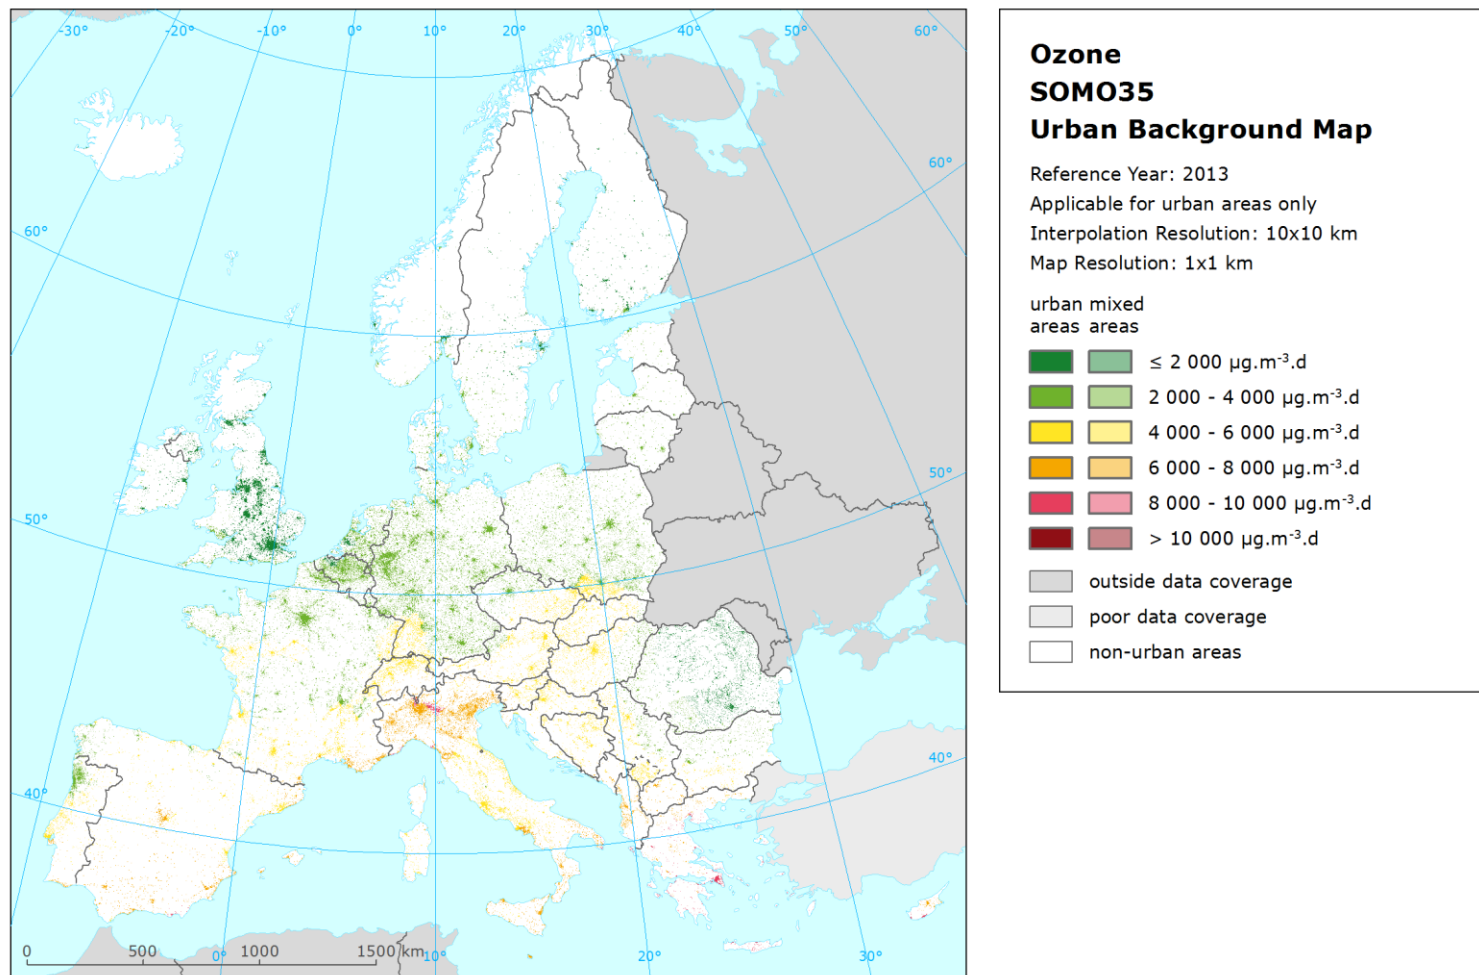 -30° -20° -10° 0° 10° 20° 30° 40° 50° 60°
60°
60°
50°
50°
40°
40°
0 500 1000 1500 km
0° 10° 20° 30°
Ozone
SOMO35
Urban Background Map
Reference Year: 2013
Applicable for urban areas only
Interpolation Resolution: 10x10 km
Map Resolution: 1x1 km
urban mixed
areas areas
≤ 2 000 µg.m⁻³.d
2 000 - 4 000 µg.m⁻³.d
4 000 - 6 000 µg.m⁻³.d
6 000 - 8 000 µg.m⁻³.d
8 000 - 10 000 µg.m⁻³.d
> 10 000 µg.m⁻³.d
outside data coverage
poor data coverage
non-urban areas